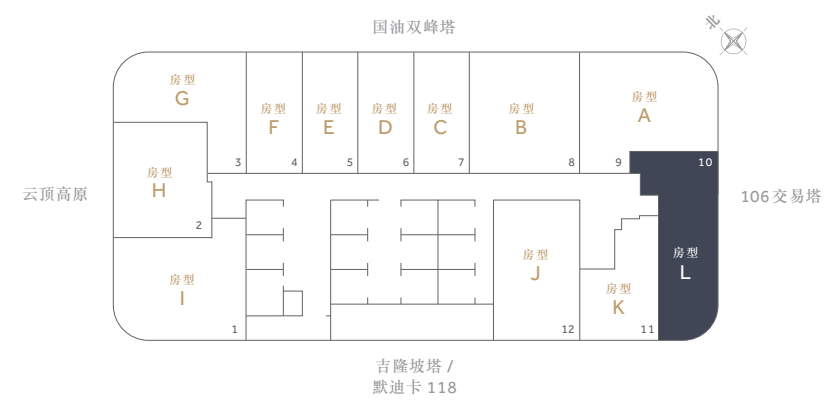 国油双峰塔
北
房型
G
3
房型
F
4
房型
E
5
房型
D
6
房型
C
7
房型
B
8
房型
A
9
10
云顶高原
房型
H
2
106交易塔
房型
I
1
房型
J
12
房型
K
11
房型
L
吉隆坡塔 /
默迪卡 118